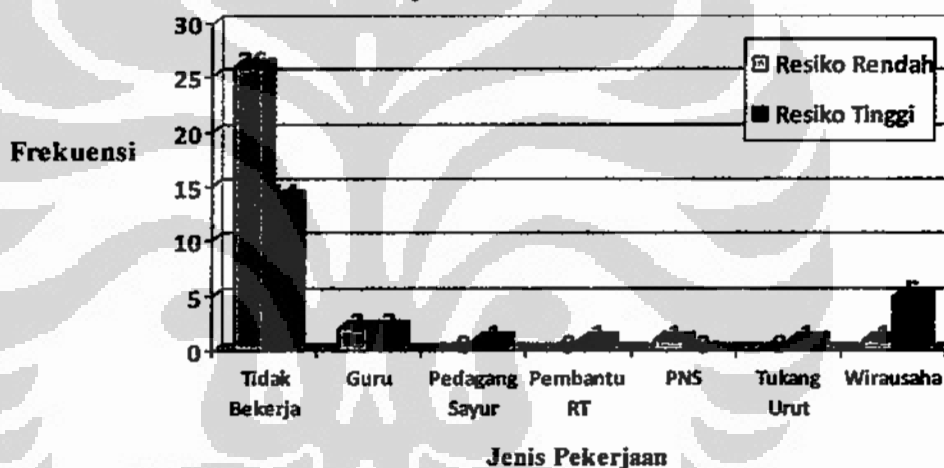 30
Resiko Rendah
25
Resiko Tinggi
20
Frekuensi
15
10
5
0
26
Tidak Bekerja
Guru
Pedagang Sayur
Pembantu RT
PNS
Tukang Urut
Wirausaha
Jenis Pekerjaan